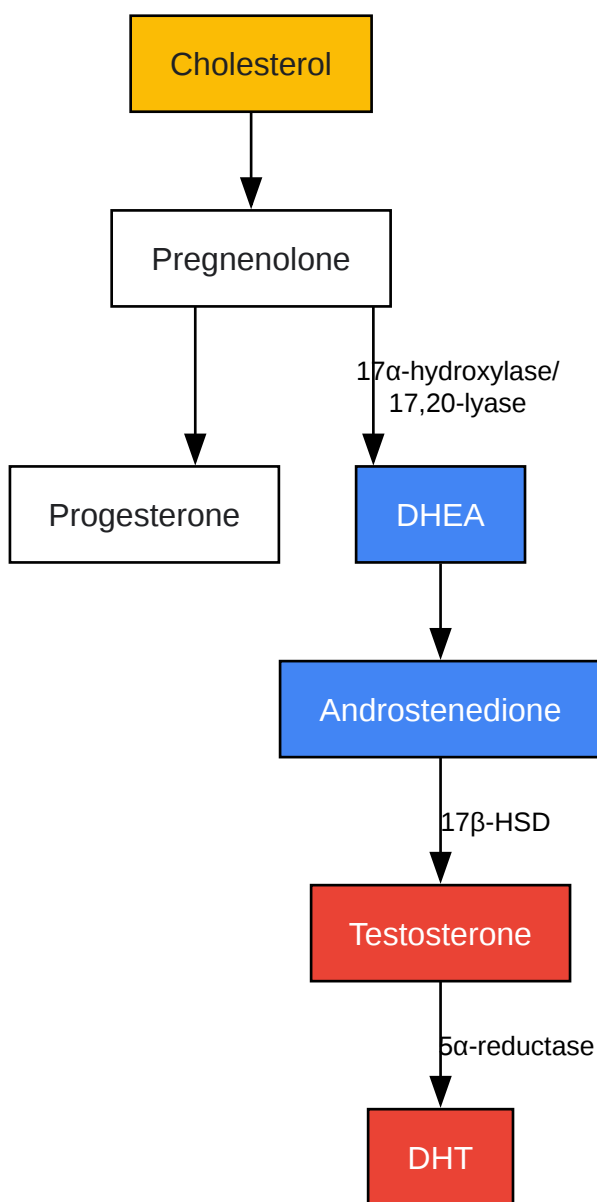 Cholesterol
Pregnenolone
17α-hydroxylase/
17,20-lyase
Progesterone
DHEA
Androstenedione
17β-HSD
Testosterone
5α-reductase
DHT